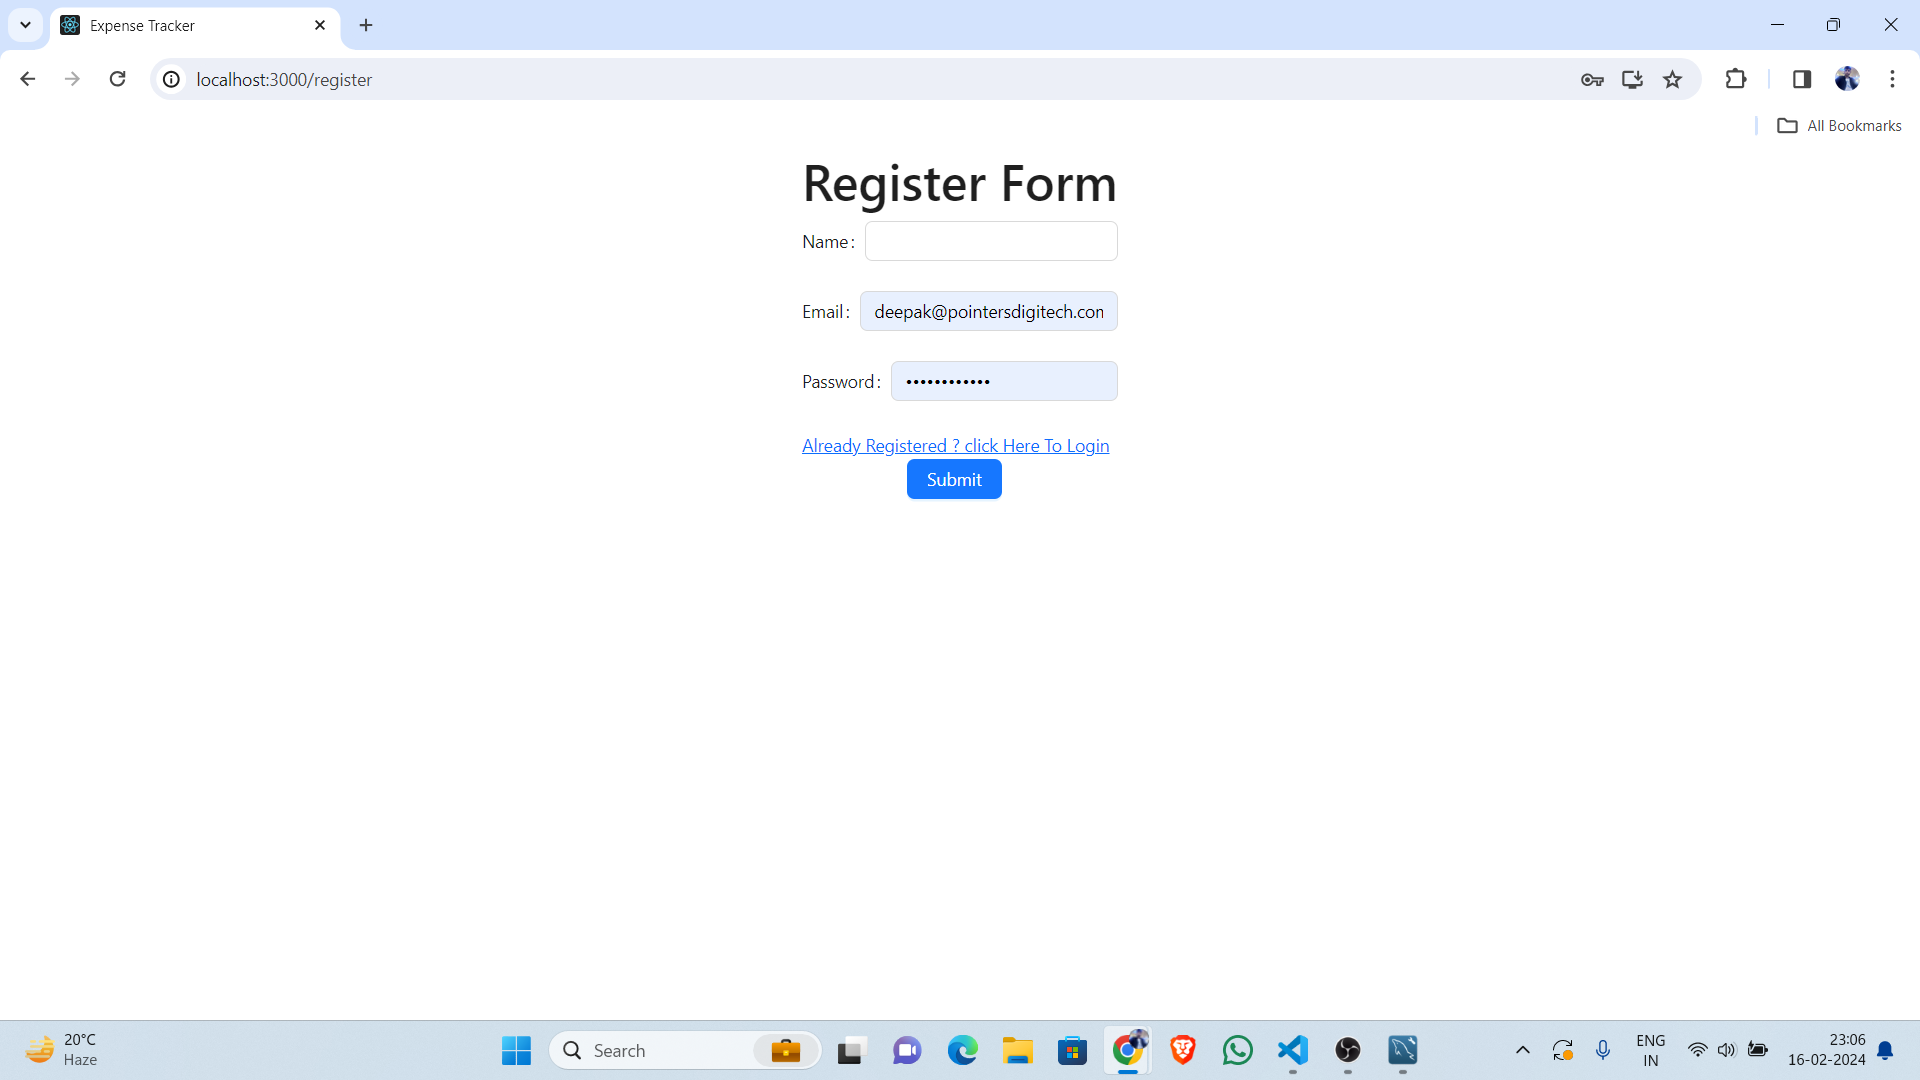 Expense Tracker
localhost:3000/register
All Bookmarks
Register Form
Name :
Email : deepak@pointersdigitech.com
Password : ••••••••••••
Already Registered ? click Here To Login
Submit
20°C
Haze
Search
ENG
IN
23:06
16-02-2024